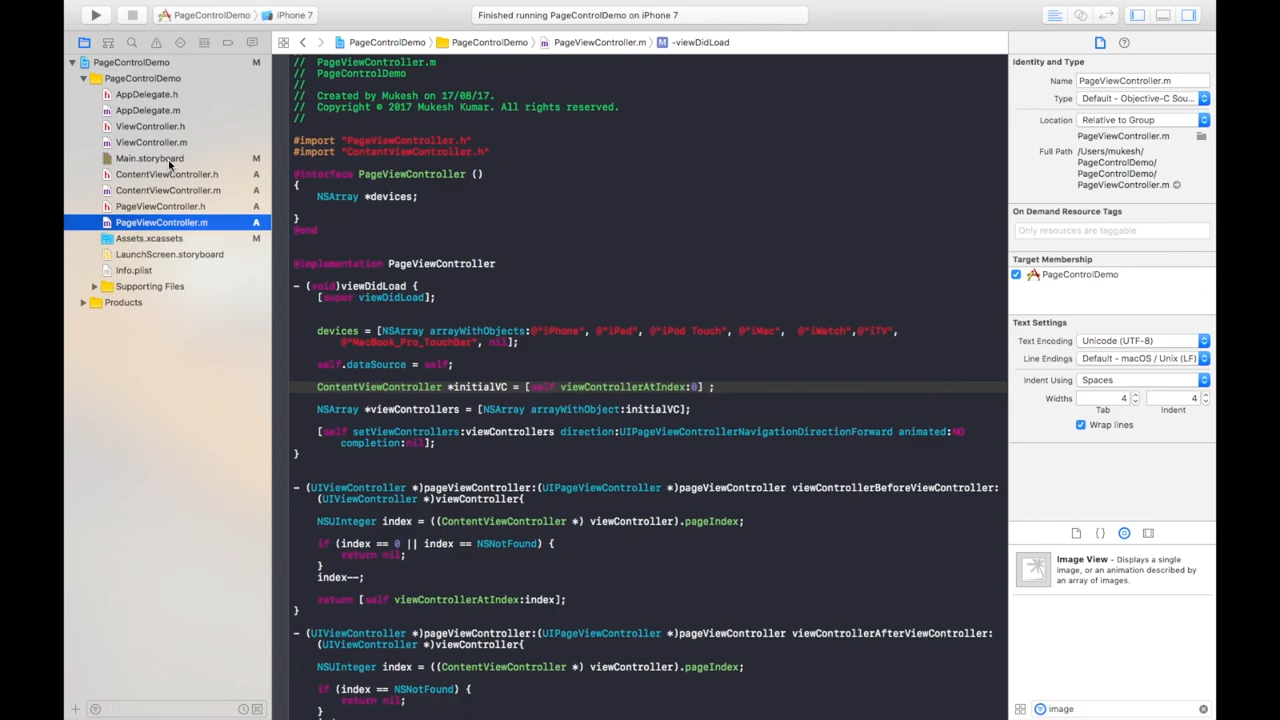 PageControlDemo
iPhone 7
Finished running PageControlDemo on iPhone 7
PageControlDemo
PageControlDemo
PageViewController.m
M
-viewDidLoad
PageControlDemo M
PageControlDemo
h AppDelegate.h
m AppDelegate.m
h ViewController.h
m ViewController.m
Main.storyboard M
h ContentViewController.h A
m ContentViewController.m A
h PageViewController.h A
m PageViewController.m A
Assets.xcassets M
LaunchScreen.storyboard
Info.plist
Supporting Files
Products
// PageViewController.m
// PageControlDemo
//
// Created by Mukesh on 17/08/17.
// Copyright © 2017 Mukesh Kumar. All rights reserved.
//
#import "PageViewController.h"
#import "ContentViewController.h"
@interface PageViewController ()
{
NSArray *devices;
}
@end
@implementation PageViewController
- (void)viewDidLoad {
[super viewDidLoad];
devices = [NSArray arrayWithObjects:@"iPhone", @"iPad", @"iPod Touch", @"iMac", @"iWatch",@"iTV",
@"MacBook_Pro_TouchBar", nil];
self.dataSource = self;
ContentViewController *initialVC = [self viewControllerAtIndex:0] ;
NSArray *viewControllers = [NSArray arrayWithObject:initialVC];
[self setViewControllers:viewControllers direction:UIPageViewControllerNavigationDirectionForward animated:NO
completion:nil];
}
- (UIViewController *)pageViewController:(UIPageViewController *)pageViewController viewControllerBeforeViewController:
(UIViewController *)viewController{
NSUInteger index = ((ContentViewController *) viewController).pageIndex;
if (index == 0 || index == NSNotFound) {
return nil;
}
index--;
return [self viewControllerAtIndex:index];
}
- (UIViewController *)pageViewController:(UIPageViewController *)pageViewController viewControllerAfterViewController:
(UIViewController *)viewController{
NSUInteger index = ((ContentViewController *) viewController).pageIndex;
if (index == NSNotFound) {
return nil;
}
Identity and Type
Name PageViewController.m
Type Default - Objective-C Sou...
Location Relative to Group
PageViewController.m
Full Path /Users/mukesh/
PageControlDemo/
PageControlDemo/
PageViewController.m
On Demand Resource Tags
Only resources are taggable
Target Membership
PageControlDemo
Text Settings
Text Encoding Unicode (UTF-8)
Line Endings Default - macOS / Unix (LF)
Indent Using Spaces
Widths 4 4
Tab Indent
Wrap lines
Image View - Displays a single
image, or an animation described by
an array of images.
image